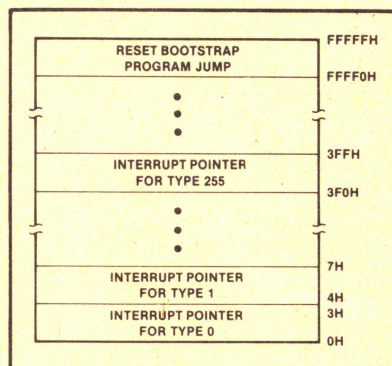 RESET BOOTSTRAP
PROGRAM JUMP
FFFFFH
FFFF0H
INTERRUPT POINTER
FOR TYPE 255
3FFH
3F0H
INTERRUPT POINTER
FOR TYPE 1
7H
4H
INTERRUPT POINTER
FOR TYPE 0
3H
0H